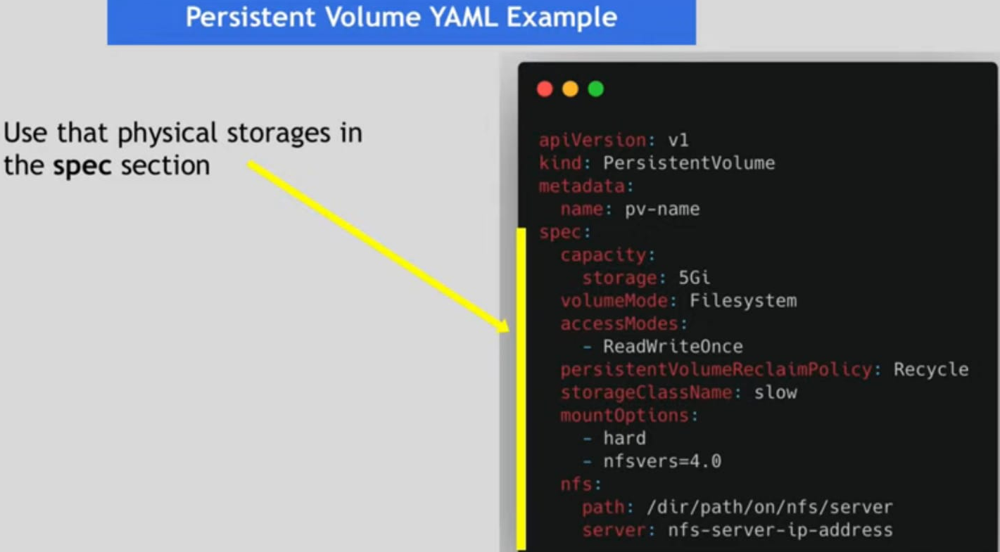 Persistent Volume YAML Example
Use that physical storages in
the spec section
apiVersion: v1
kind: PersistentVolume
metadata:
  name: pv-name
spec:
  capacity:
    storage: 5Gi
  volumeMode: Filesystem
  accessModes:
    - ReadWriteOnce
  persistentVolumeReclaimPolicy: Recycle
  storageClassName: slow
  mountOptions:
    - hard
    - nfsvers=4.0
  nfs:
    path: /dir/path/on/nfs/server
    server: nfs-server-ip-address